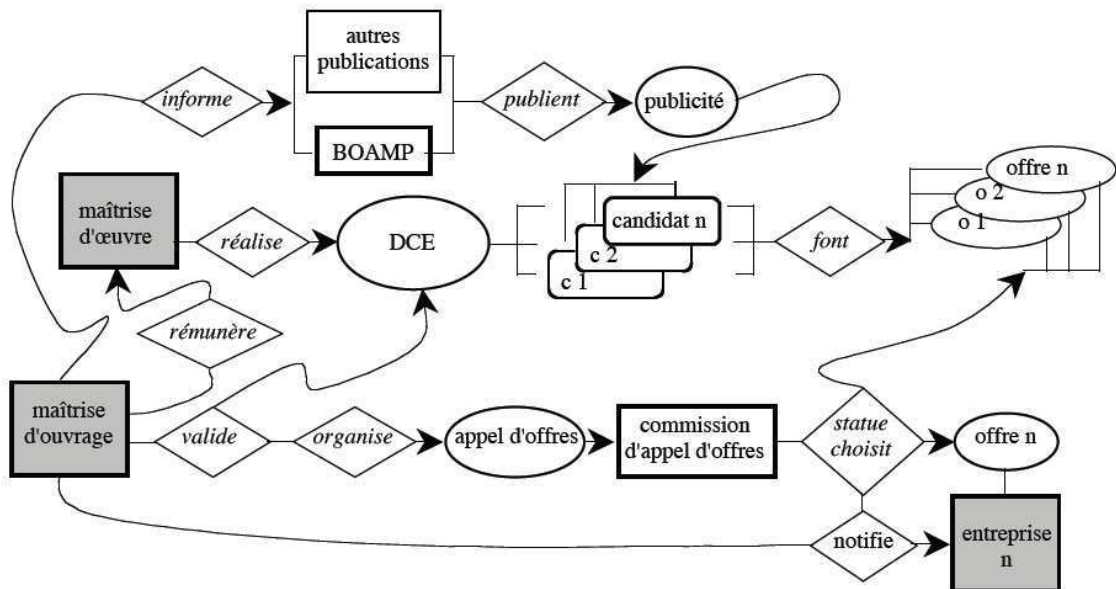 autres
publications
informe
publient
publicité
BOAMP
offre n
maîtrise
d'œuvre
réalise
DCE
candidat n
c 2
c 1
font
o 2
o 1
rémunère
maîtrise
d'ouvrage
valide
organise
appel d'offres
commission
d'appel d'offres
statue
choisit
offre n
notifie
entreprise
n